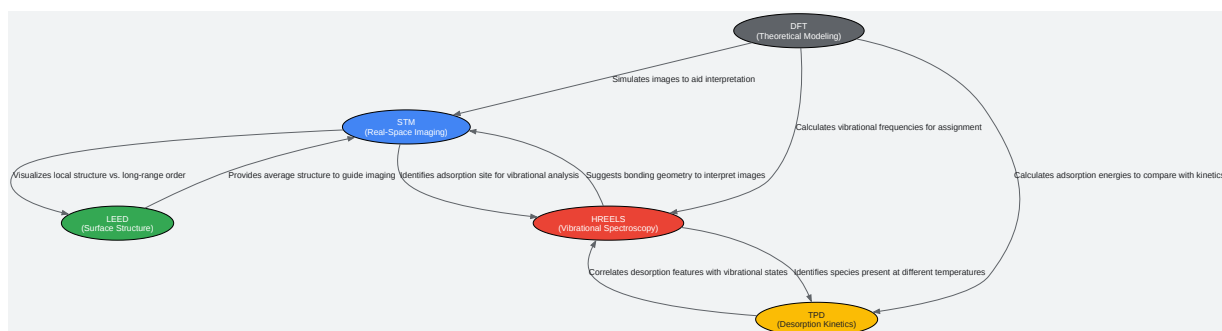 DFT
(Theoretical Modeling)
Simulates images to aid interpretation
STM
(Real-Space Imaging)
Calculates vibrational frequencies for assignment
Visualizes local structure vs. long-range order
Provides average structure to guide imaging
Identifies adsorption site for vibrational analysis
Suggests bonding geometry to interpret images
Calculates adsorption energies to compare with kinetics
LEED
(Surface Structure)
HREELS
(Vibrational Spectroscopy)
Correlates desorption features with vibrational states
Identifies species present at different temperatures
TPD
(Desorption Kinetics)